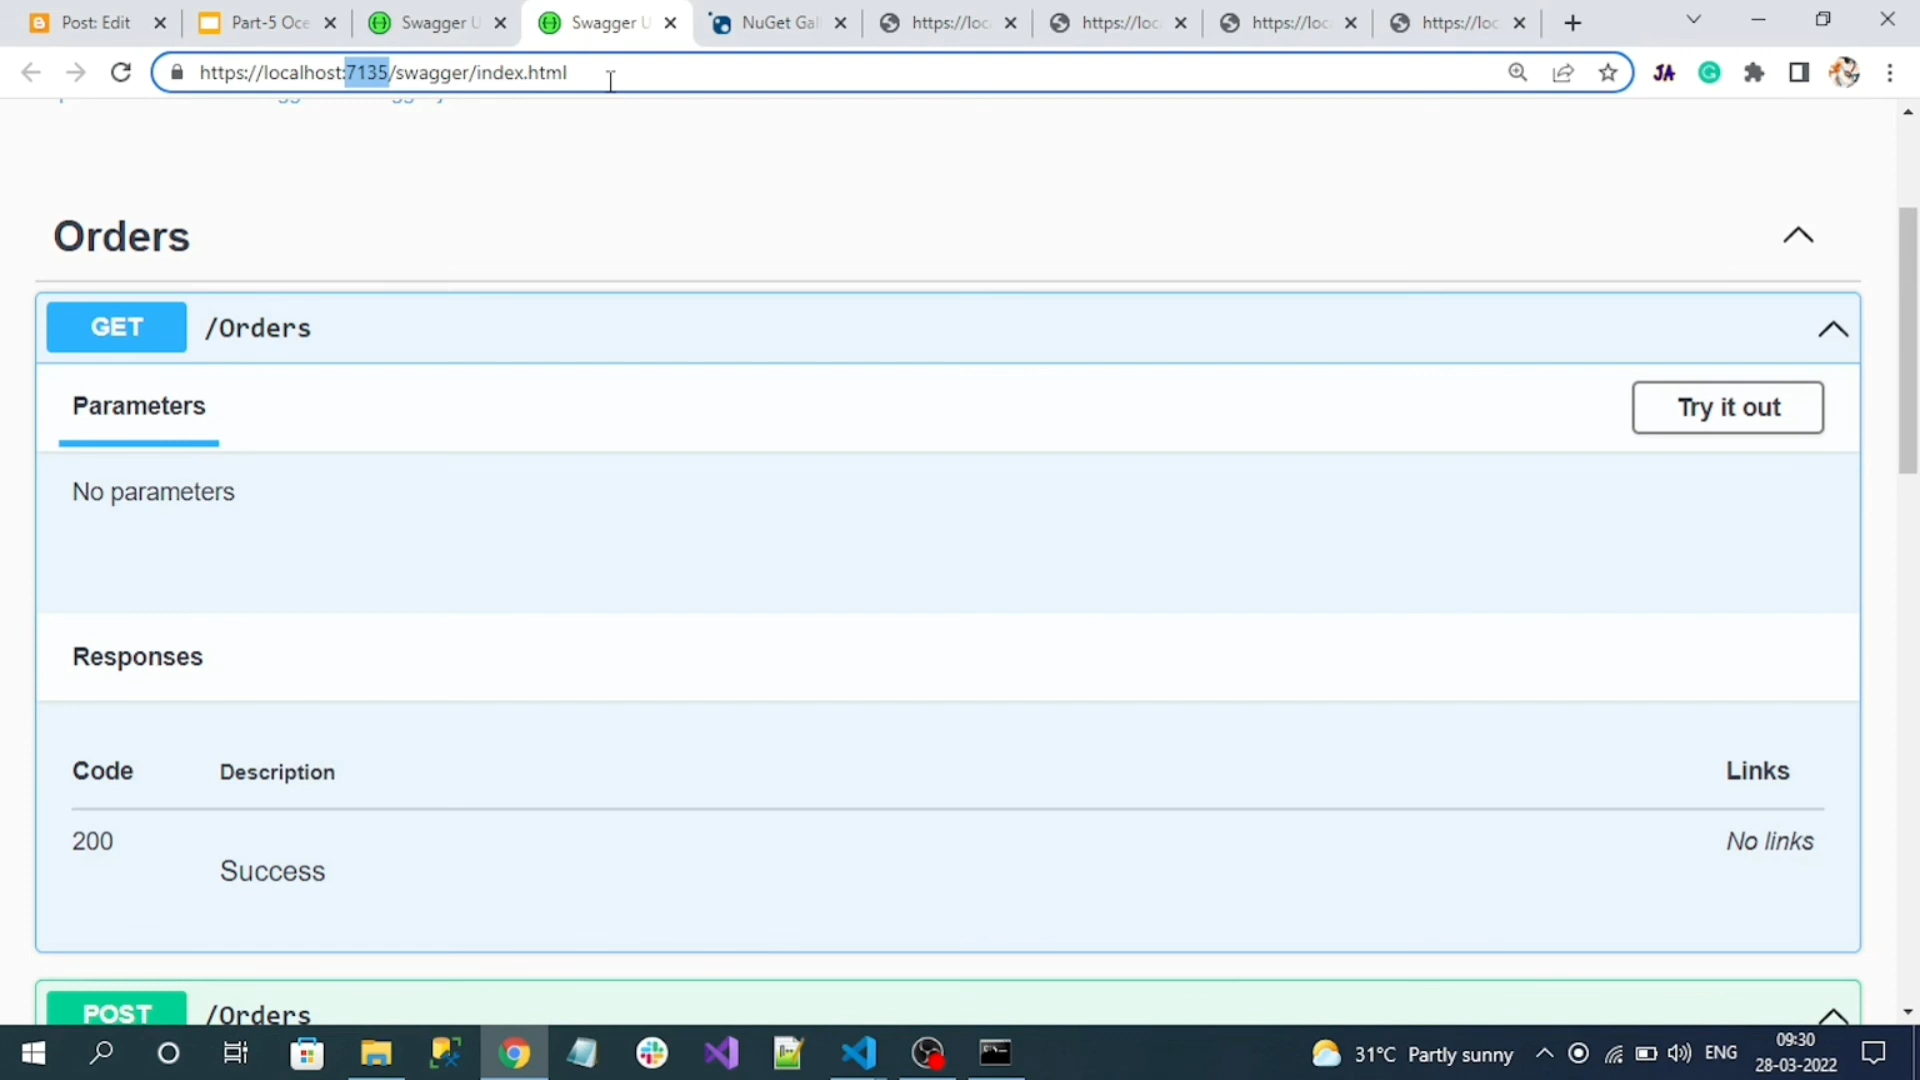 Post: Edit
Part-5 Oce
Swagger U
Swagger U
NuGet Gal
https://loc
https://loc
https://loc
https://loc
https://localhost:7135/swagger/index.html
JA
G
Orders
GET /Orders
Parameters
Try it out
No parameters
Responses
Code Description Links
200 Success No links
POST /Orders
31°C Partly sunny
ENG
09:30
28-03-2022